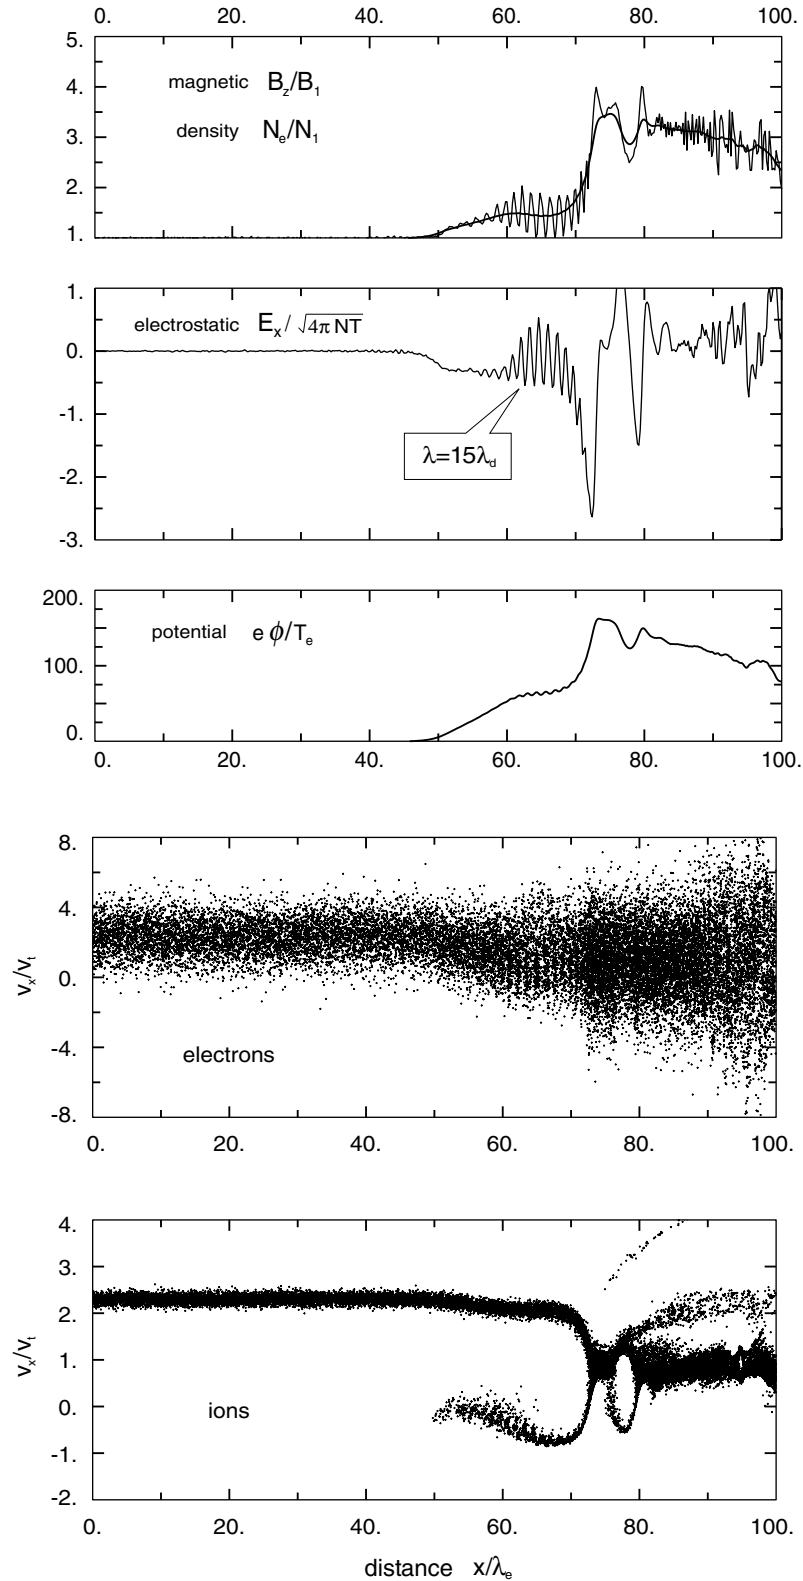 0. 20. 40. 60. 80. 100.
5.
4.
3.
2.
1.
magnetic B_z/B_1
density N_e/N_1
1.
0.
-1.
-2.
-3.
electrostatic E_x / √4π NT
λ=15λ_d
200.
100.
0.
potential e ϕ/T_e
0. 20. 40. 60. 80. 100.
8.
4.
0.
-4.
-8.
v_x/v_t
electrons
0. 20. 40. 60. 80. 100.
4.
3.
2.
1.
0.
-1.
-2.
v_x/v_t
ions
0. 20. 40. 60. 80. 100.
distance x/λ_e